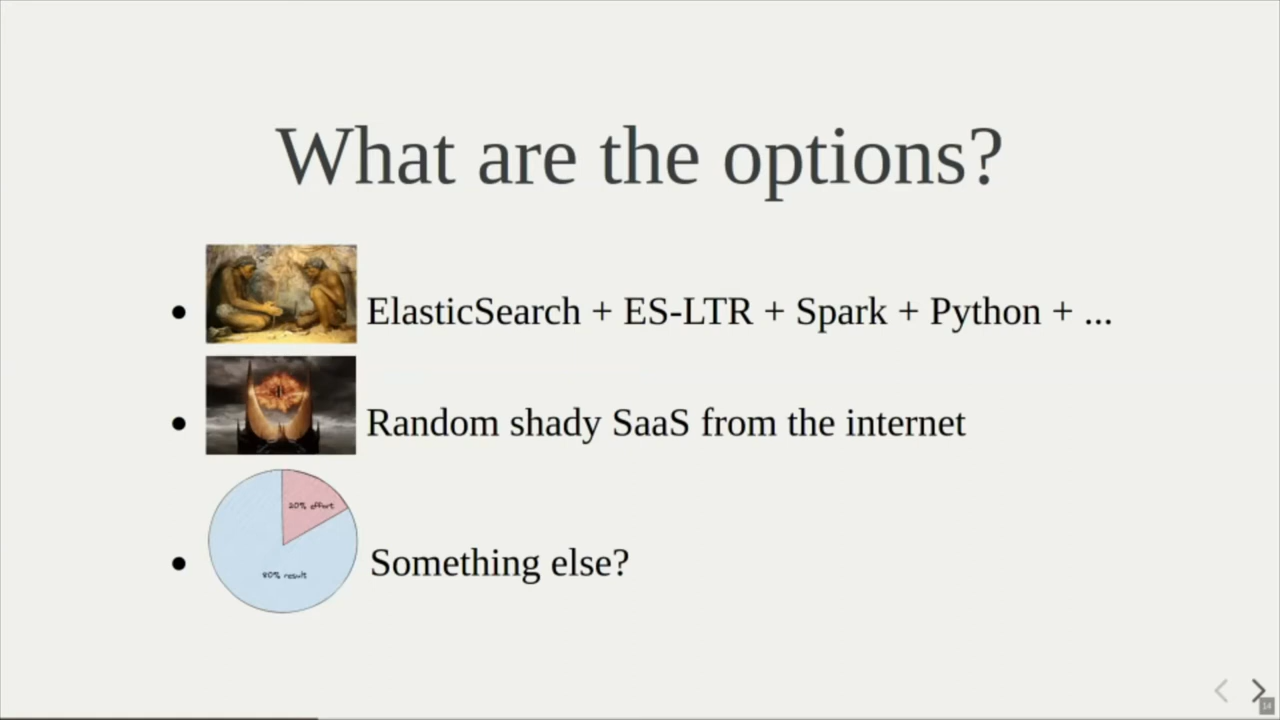 What are the options?
ElasticSearch + ES-LTR + Spark + Python + ...
Random shady SaaS from the internet
20% effort
80% result
Something else?
14